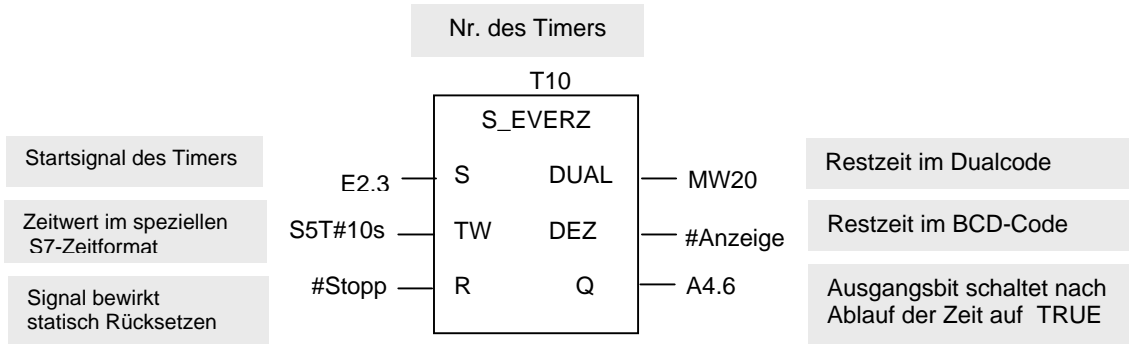 Nr. des Timers
T10
S_EVERZ
Startsignal des Timers
E2.3
S
DUAL
MW20
Restzeit im Dualcode
Zeitwert im speziellen
S7-Zeitformat
S5T#10s
TW
DEZ
#Anzeige
Restzeit im BCD-Code
Signal bewirkt
statisch Rücksetzen
#Stopp
R
Q
A4.6
Ausgangsbit schaltet nach
Ablauf der Zeit auf TRUE